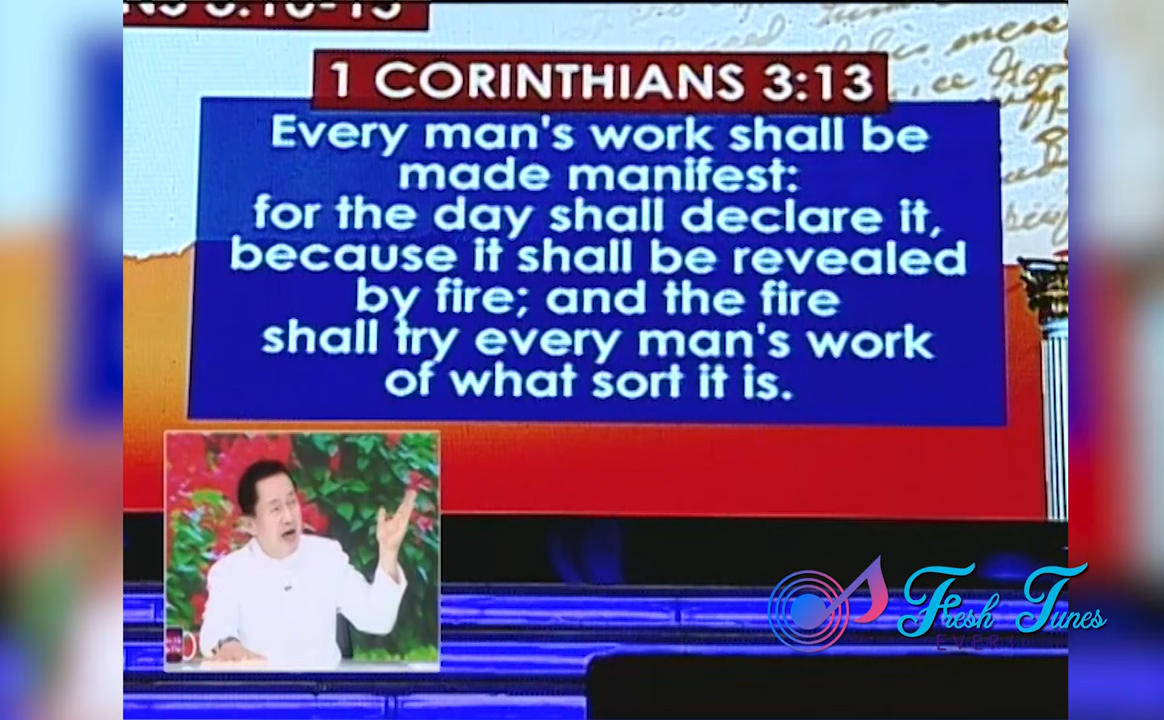 1 CORINTHIANS 3:13
Every man's work shall be
made manifest:
for the day shall declare it,
because it shall be revealed
by fire; and the fire
shall try every man's work
of what sort it is.
Fresh Tunes
EVER